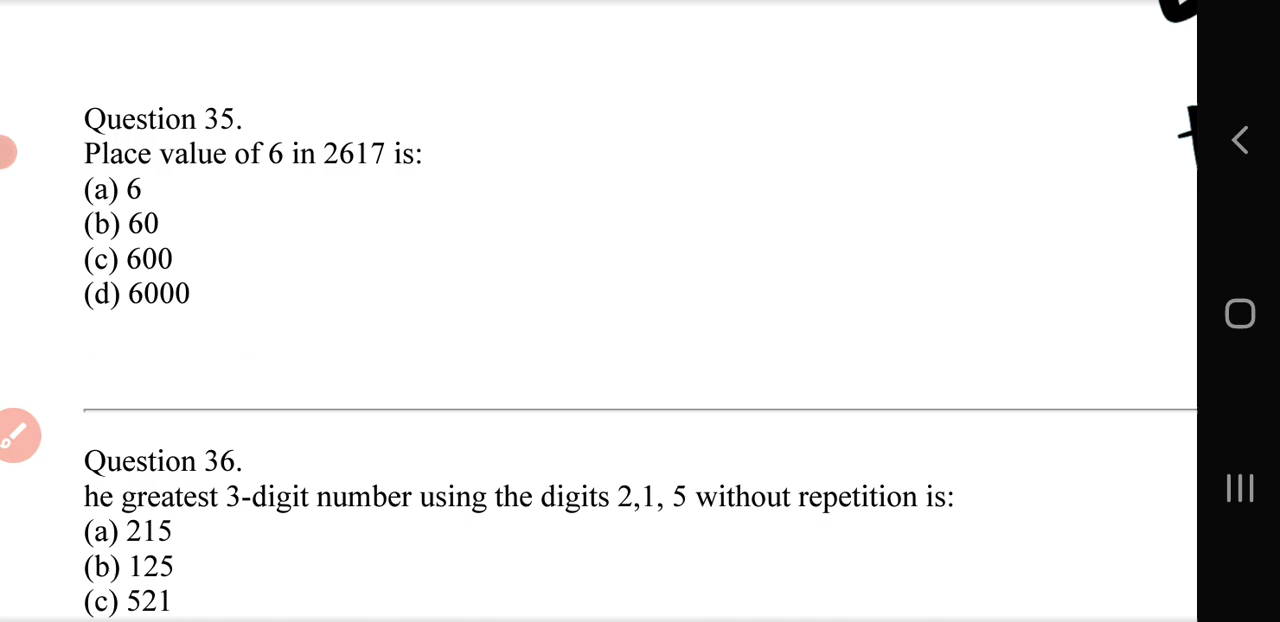 Question 35.
Place value of 6 in 2617 is:
(a) 6
(b) 60
(c) 600
(d) 6000
Question 36.
he greatest 3-digit number using the digits 2,1, 5 without repetition is:
(a) 215
(b) 125
(c) 521